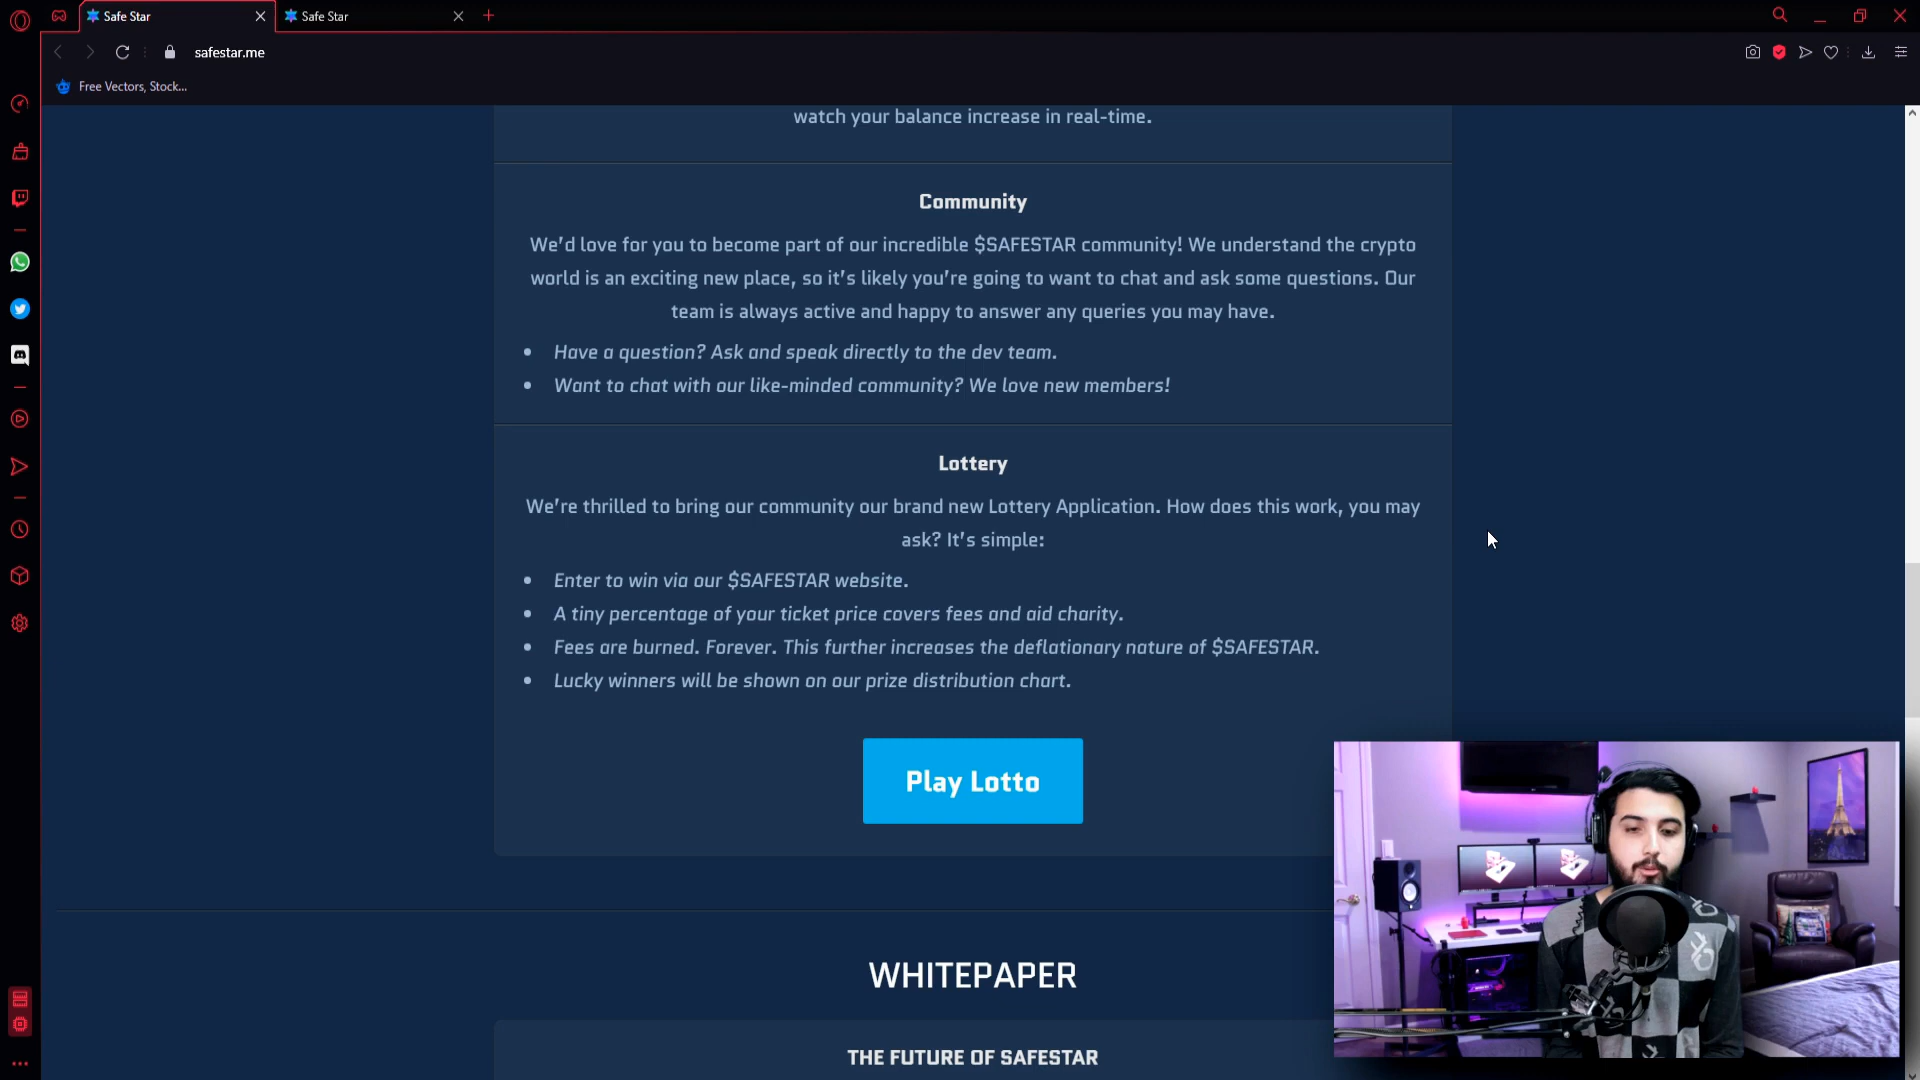 Safe Star
Safe Star
safestar.me
Free Vectors, Stock...
watch your balance increase in real-time.
Community
We'd love for you to become part of our incredible $SAFESTAR community! We understand the crypto
world is an exciting new place, so it's likely you're going to want to chat and ask some questions. Our
team is always active and happy to answer any queries you may have.
• Have a question? Ask and speak directly to the dev team.
• Want to chat with our like-minded community? We love new members!
Lottery
We're thrilled to bring our community our brand new Lottery Application. How does this work, you may
ask? It's simple:
• Enter to win via our $SAFESTAR website.
• A tiny percentage of your ticket price covers fees and aid charity.
• Fees are burned. Forever. This further increases the deflationary nature of $SAFESTAR.
• Lucky winners will be shown on our prize distribution chart.
Play Lotto
WHITEPAPER
THE FUTURE OF SAFESTAR